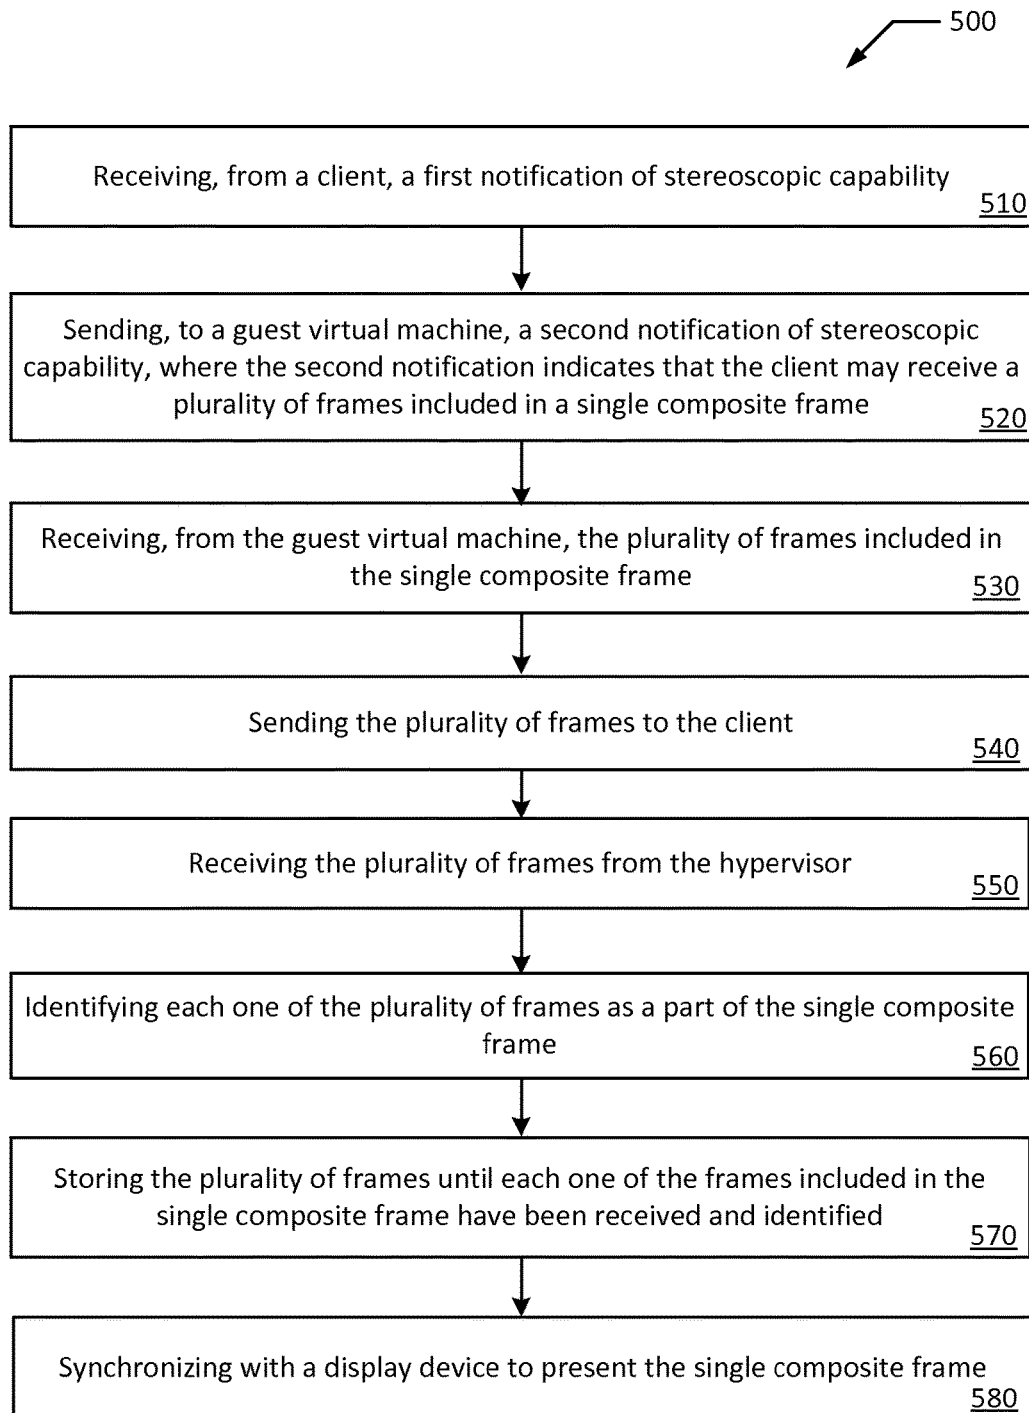 500
Receiving, from a client, a first notification of stereoscopic capability
510
Sending, to a guest virtual machine, a second notification of stereoscopic
capability, where the second notification indicates that the client may receive a
plurality of frames included in a single composite frame
520
Receiving, from the guest virtual machine, the plurality of frames included in
the single composite frame
530
Sending the plurality of frames to the client
540
Receiving the plurality of frames from the hypervisor
550
Identifying each one of the plurality of frames as a part of the single composite
frame
560
Storing the plurality of frames until each one of the frames included in the
single composite frame have been received and identified
570
Synchronizing with a display device to present the single composite frame
580